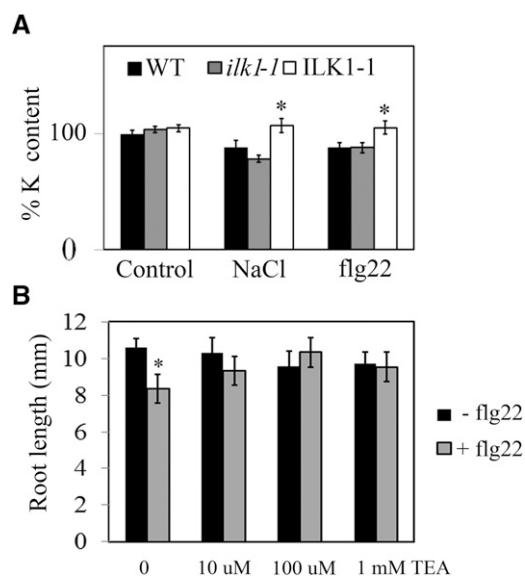 A
WT ilk1-1 ILK1-1
* *
100
% K content
0
Control NaCl flg22
B
12
10
*
8
6
4
2
0
Root length (mm)
- flg22
+ flg22
0 10 uM 100 uM 1 mM TEA